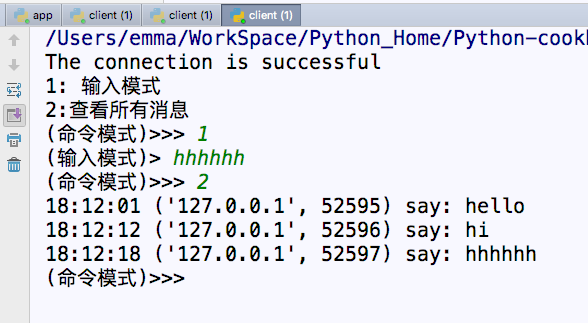 app client (1) client (1) client (1)
/Users/emma/WorkSpace/Python_Home/Python-cook
The connection is successful
1: 输入模式
2:查看所有消息
(命令模式)>>> 1
(输入模式)> hhhhhh
(命令模式)>>> 2
18:12:01 ('127.0.0.1', 52595) say: hello
18:12:12 ('127.0.0.1', 52596) say: hi
18:12:18 ('127.0.0.1', 52597) say: hhhhhh
(命令模式)>>>